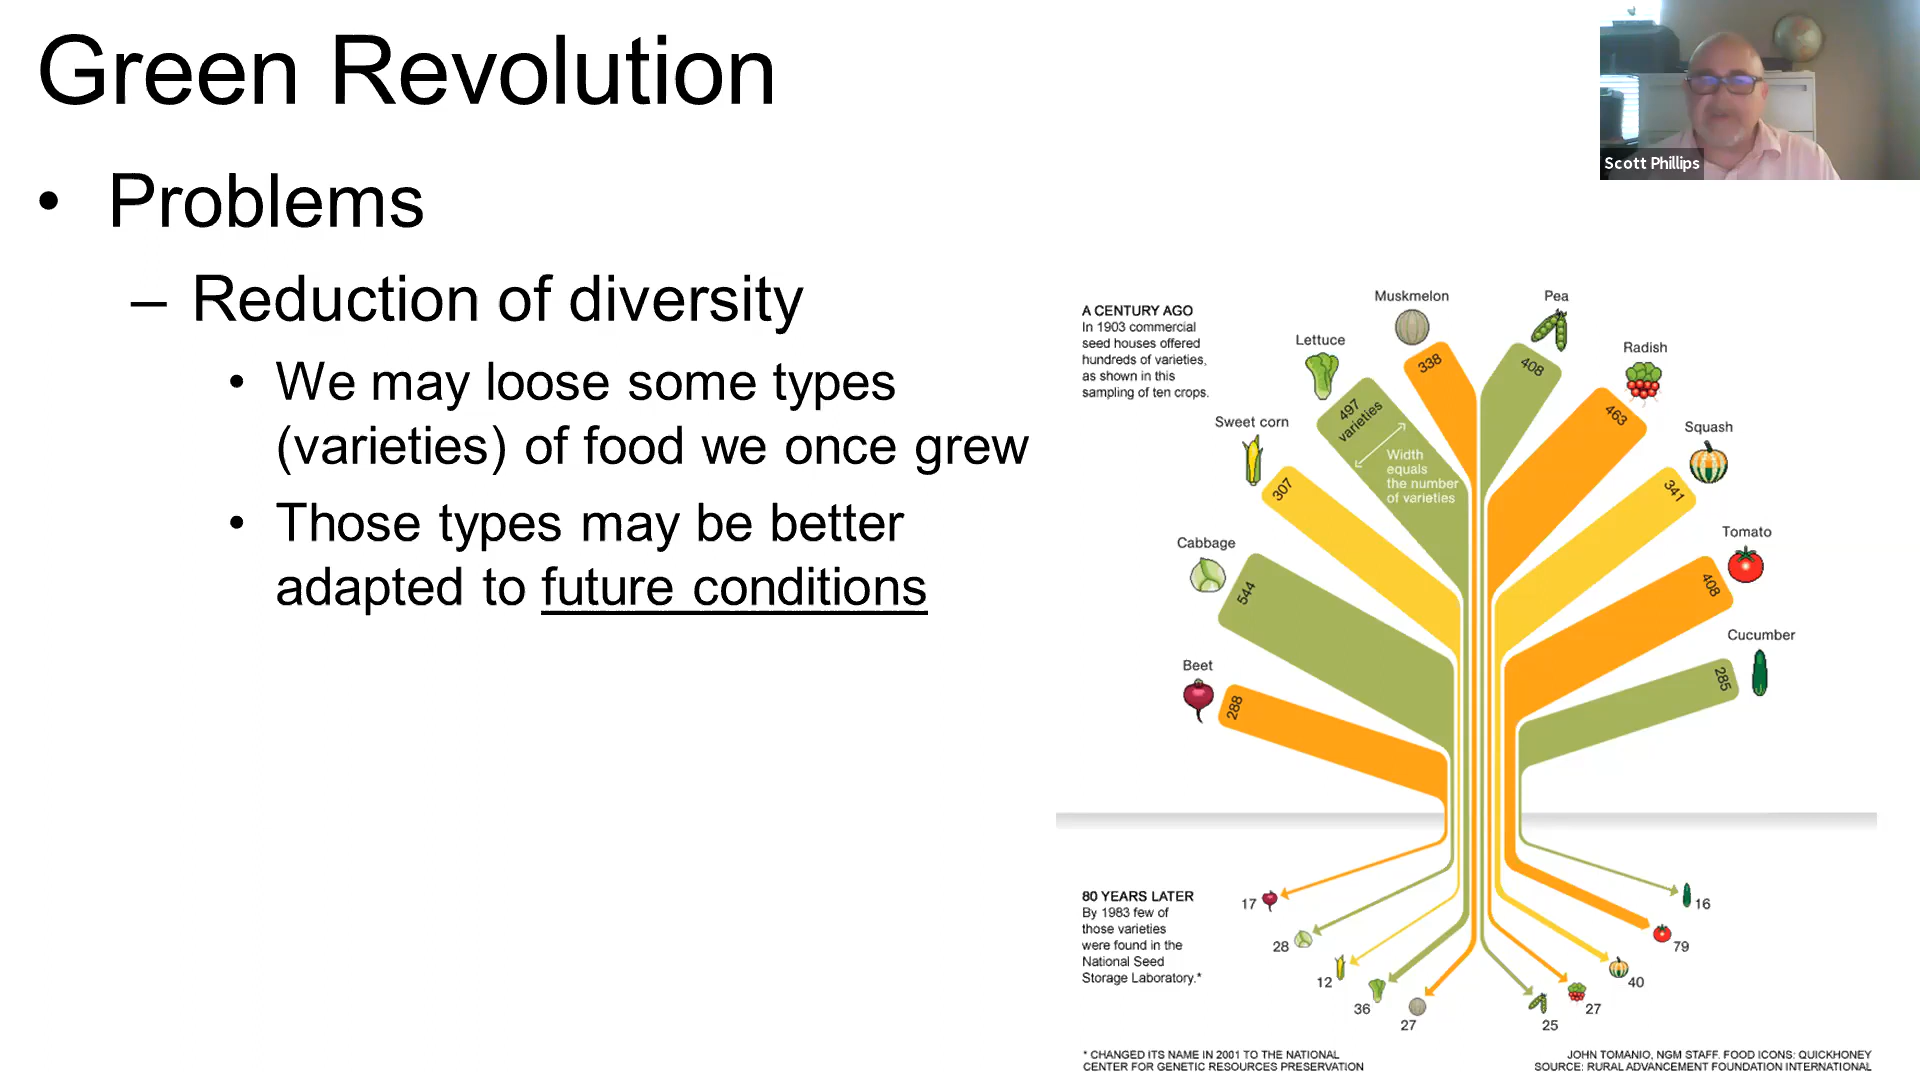 Green Revolution
Scott Phillips
• Problems
– Reduction of diversity
• We may loose some types
(varieties) of food we once grew
• Those types may be better
adapted to future conditions
A CENTURY AGO
In 1903 commercial
seed houses offered
hundreds of varieties,
as shown in this
sampling of ten crops.
Beet
288
Cabbage
544
Sweet corn
307
Lettuce
497
varieties
Width
equals
the number
of varieties
Muskmelon
338
Pea
408
Radish
463
Squash
341
Tomato
408
Cucumber
285
80 YEARS LATER
By 1983 few of
those varieties
were found in the
National Seed
Storage Laboratory.*
17
28
12
36
27
25
27
40
79
16
* CHANGED ITS NAME IN 2001 TO THE NATIONAL
CENTER FOR GENETIC RESOURCES PRESERVATION
JOHN TOMANIO, NGM STAFF. FOOD ICONS: QUICKHONEY
SOURCE: RURAL ADVANCEMENT FOUNDATION INTERNATIONAL